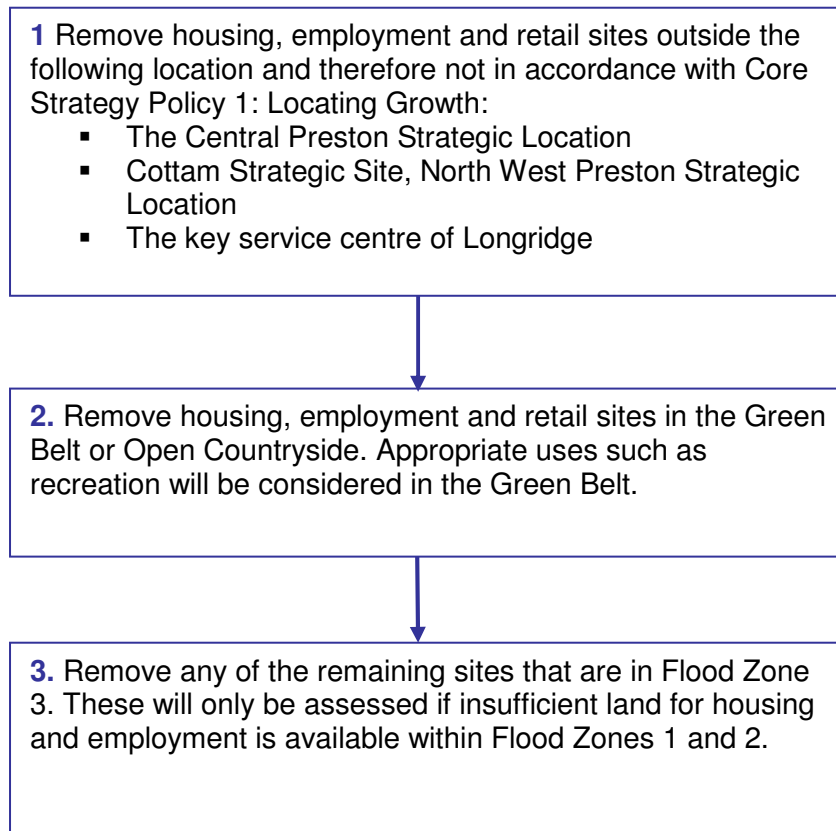 1 Remove housing, employment and retail sites outside the
following location and therefore not in accordance with Core
Strategy Policy 1: Locating Growth:
▪ The Central Preston Strategic Location
▪ Cottam Strategic Site, North West Preston Strategic
Location
▪ The key service centre of Longridge
2. Remove housing, employment and retail sites in the Green
Belt or Open Countryside. Appropriate uses such as
recreation will be considered in the Green Belt.
3. Remove any of the remaining sites that are in Flood Zone
3. These will only be assessed if insufficient land for housing
and employment is available within Flood Zones 1 and 2.